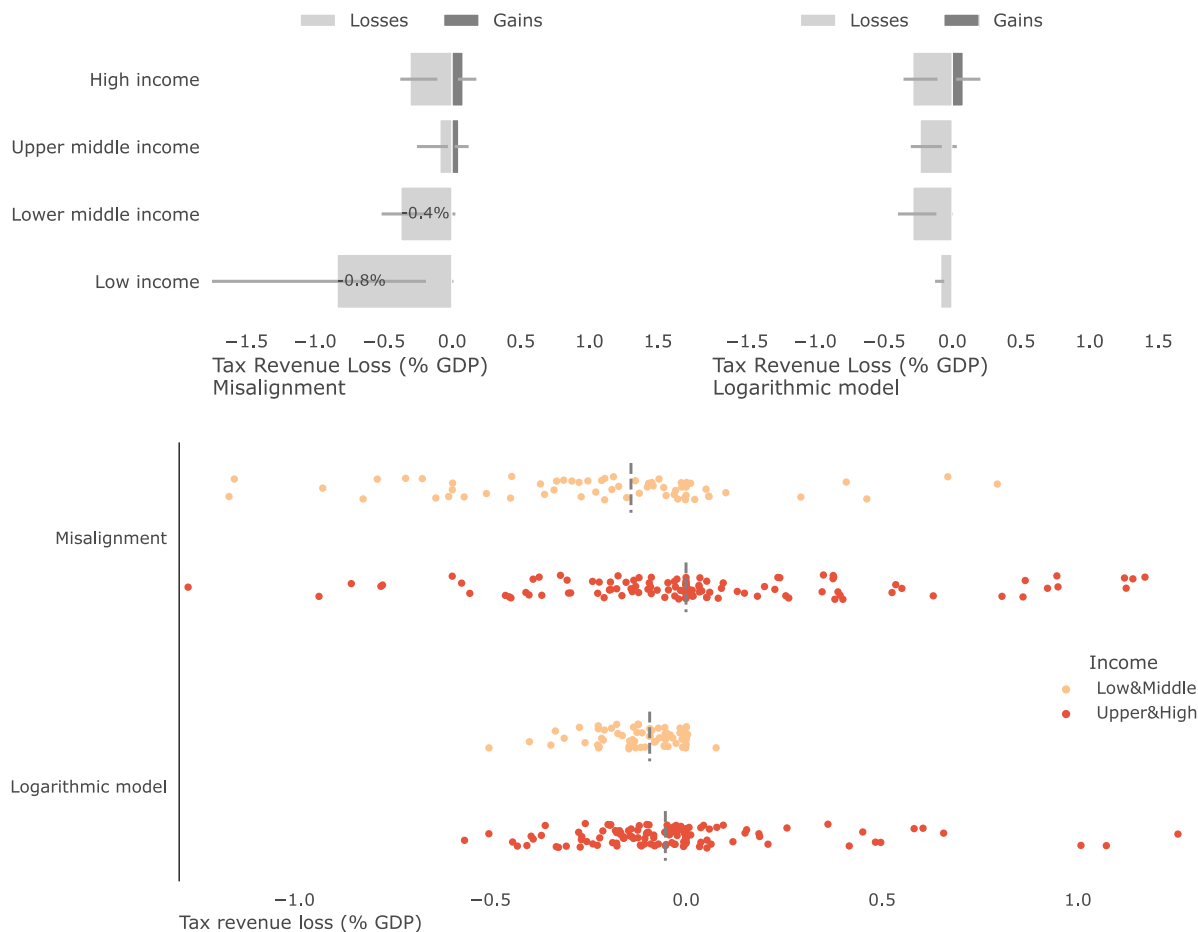 Losses Gains
Losses Gains
High income
Upper middle income
Lower middle income
-0.4%
Low income
-0.8%
−1.5 −1.0 −0.5 0.0 0.5 1.0 1.5
Tax Revenue Loss (% GDP)
Misalignment
−1.5 −1.0 −0.5 0.0 0.5 1.0 1.5
Tax Revenue Loss (% GDP)
Logarithmic model
Misalignment
Income
Low&Middle
Upper&High
Logarithmic model
−1.0 −0.5 0.0 0.5 1.0
Tax revenue loss (% GDP)